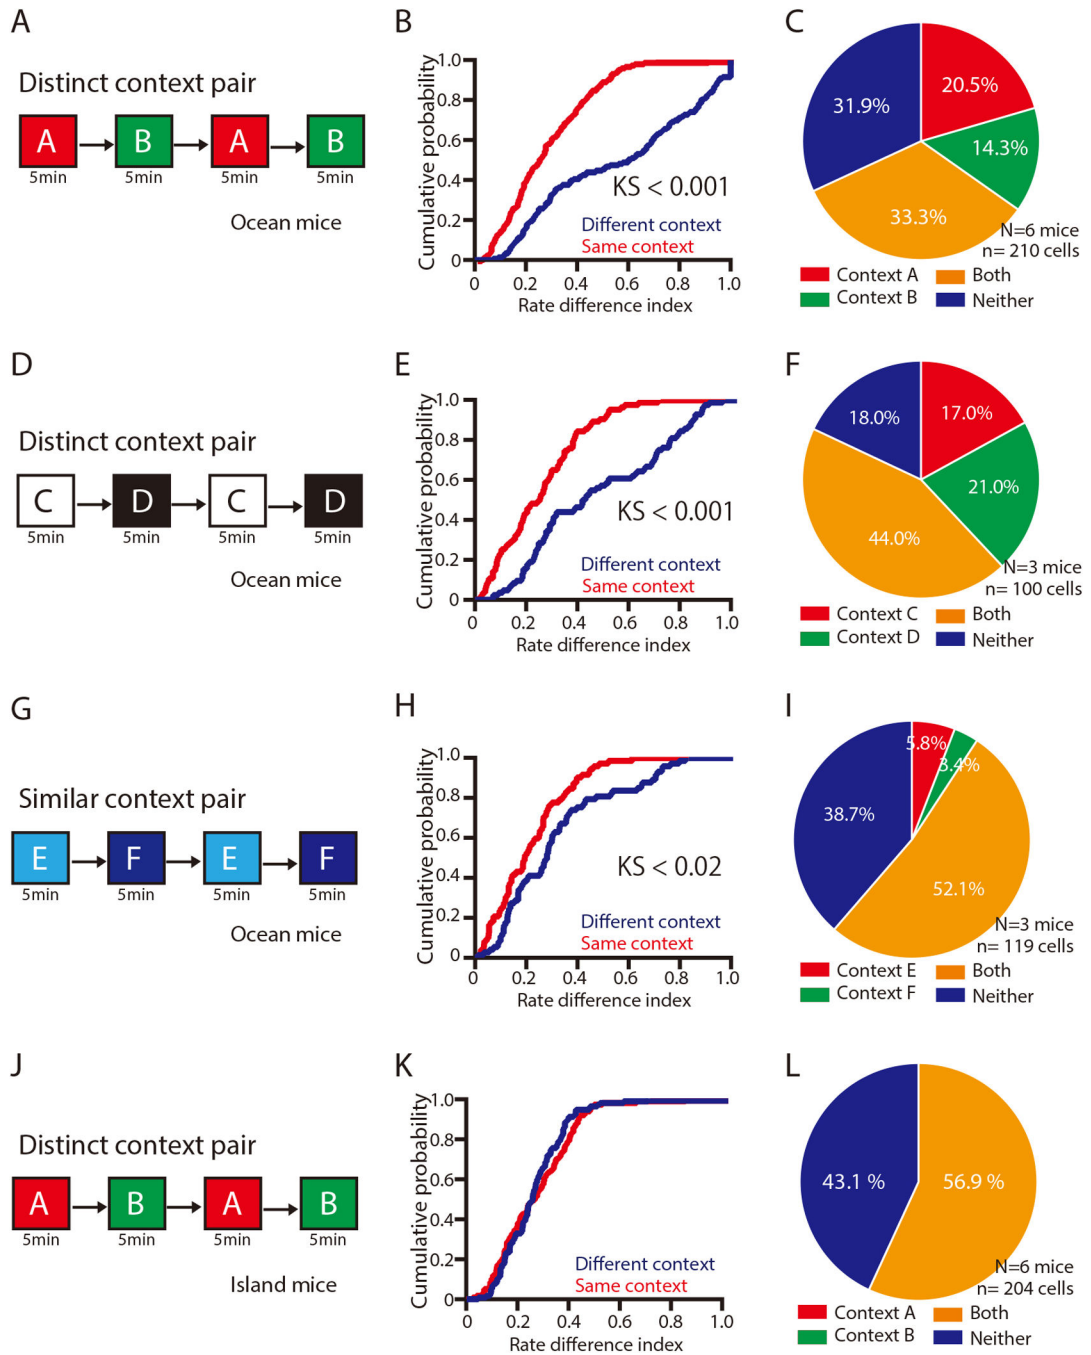 A
Distinct context pair
A B A B
5min 5min 5min 5min
Ocean mice
B
Cumulative probability
1.0
0.8
0.6
0.4
0.2
0
KS < 0.001
Different context
Same context
0 0.2 0.4 0.6 0.8 1.0
Rate difference index
C
20.5%
31.9%
14.3%
33.3%
N=6 mice
n= 210 cells
Context A Both
Context B Neither
D
Distinct context pair
C D C D
5min 5min 5min 5min
Ocean mice
E
Cumulative probability
1.0
0.8
0.6
0.4
0.2
0
KS < 0.001
Different context
Same context
0 0.2 0.4 0.6 0.8 1.0
Rate difference index
F
18.0% 17.0%
21.0%
44.0%
N=3 mice
n= 100 cells
Context C Both
Context D Neither
G
Similar context pair
E F E F
5min 5min 5min 5min
Ocean mice
H
Cumulative probability
1.0
0.8
0.6
0.4
0.2
0
KS < 0.02
Different context
Same context
0 0.2 0.4 0.6 0.8 1.0
Rate difference index
I
5.8%
3.4%
38.7%
52.1%
N=3 mice
n= 119 cells
Context E Both
Context F Neither
J
Distinct context pair
A B A B
5min 5min 5min 5min
Island mice
K
Cumulative probability
1.0
0.8
0.6
0.4
0.2
0
Different context
Same context
0 0.2 0.4 0.6 0.8 1.0
Rate difference index
L
43.1 % 56.9 %
N=6 mice
n= 204 cells
Context A Both
Context B Neither